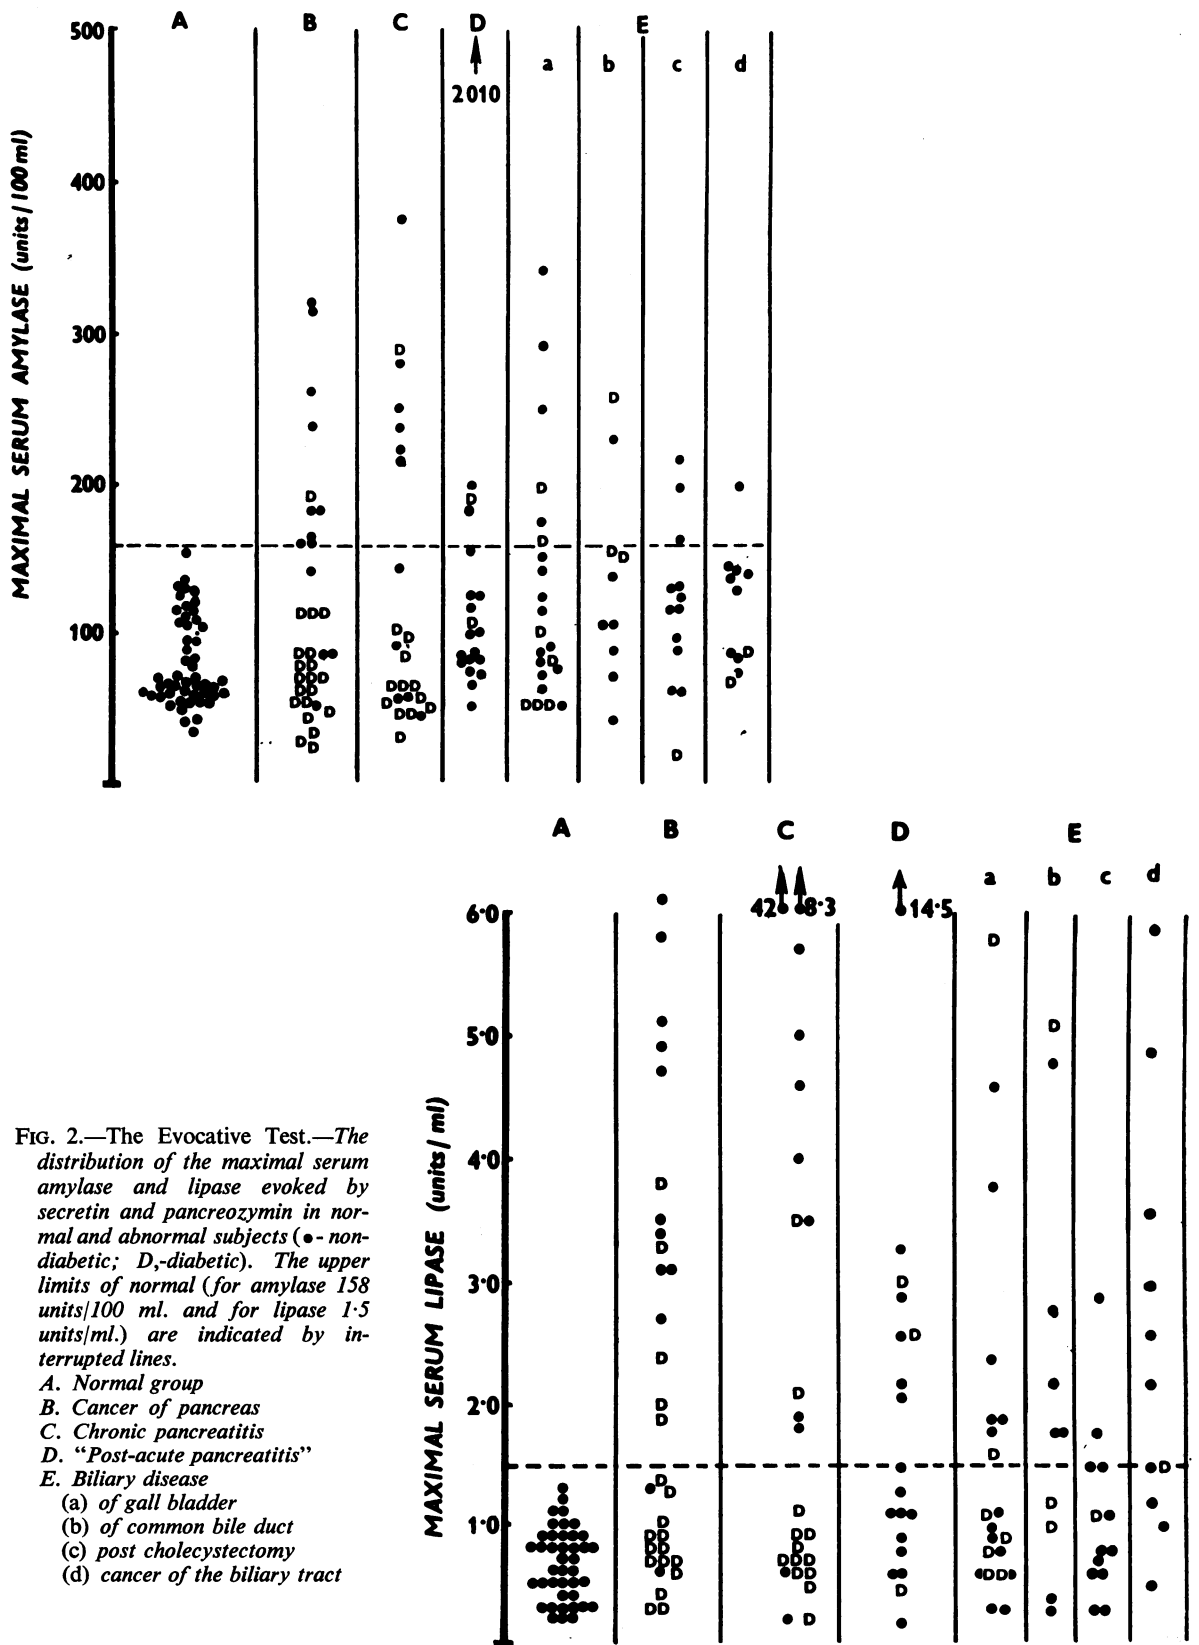 A B C D E
a b c d
2010
500
400
300
200
100
MAXIMAL SERUM AMYLASE (units/100ml)
A B C D E
a b c d
42 8·3 14·5
6·0
5·0
4·0
3·0
2·0
1·0
MAXIMAL SERUM LIPASE (units/ml)
FIG. 2.—The Evocative Test.—The
distribution of the maximal serum
amylase and lipase evoked by
secretin and pancreozymin in nor-
mal and abnormal subjects (●- non-
diabetic; D,-diabetic). The upper
limits of normal (for amylase 158
units/100 ml. and for lipase 1·5
units/ml.) are indicated by in-
terrupted lines.
A. Normal group
B. Cancer of pancreas
C. Chronic pancreatitis
D. "Post-acute pancreatitis"
E. Biliary disease
(a) of gall bladder
(b) of common bile duct
(c) post cholecystectomy
(d) cancer of the biliary tract